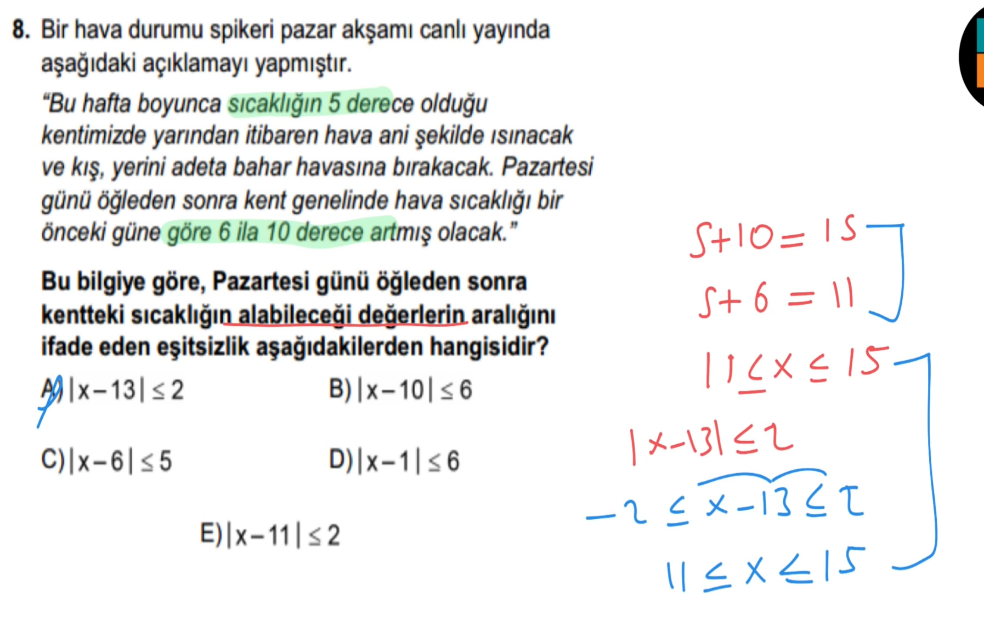 8. Bir hava durumu spikeri pazar akşamı canlı yayında
aşağıdaki açıklamayı yapmıştır.
“Bu hafta boyunca sıcaklığın 5 derece olduğu
kentimizde yarından itibaren hava ani şekilde ısınacak
ve kış, yerini adeta bahar havasına bırakacak. Pazartesi
günü öğleden sonra kent genelinde hava sıcaklığı bir
önceki güne göre 6 ila 10 derece artmış olacak.”
Bu bilgiye göre, Pazartesi günü öğleden sonra
kentteki sıcaklığın alabileceği değerlerin aralığını
ifade eden eşitsizlik aşağıdakilerden hangisidir?
A) |x–13| ≤ 2 B) |x–10| ≤ 6
C) |x–6| ≤ 5 D) |x–1| ≤ 6
E) |x–11| ≤ 2
5+10 = 15
5+6 = 11
11 ≤ x ≤ 15
|x-13| ≤ 2
-2 ≤ x-13 ≤ 2
11 ≤ x ≤ 15